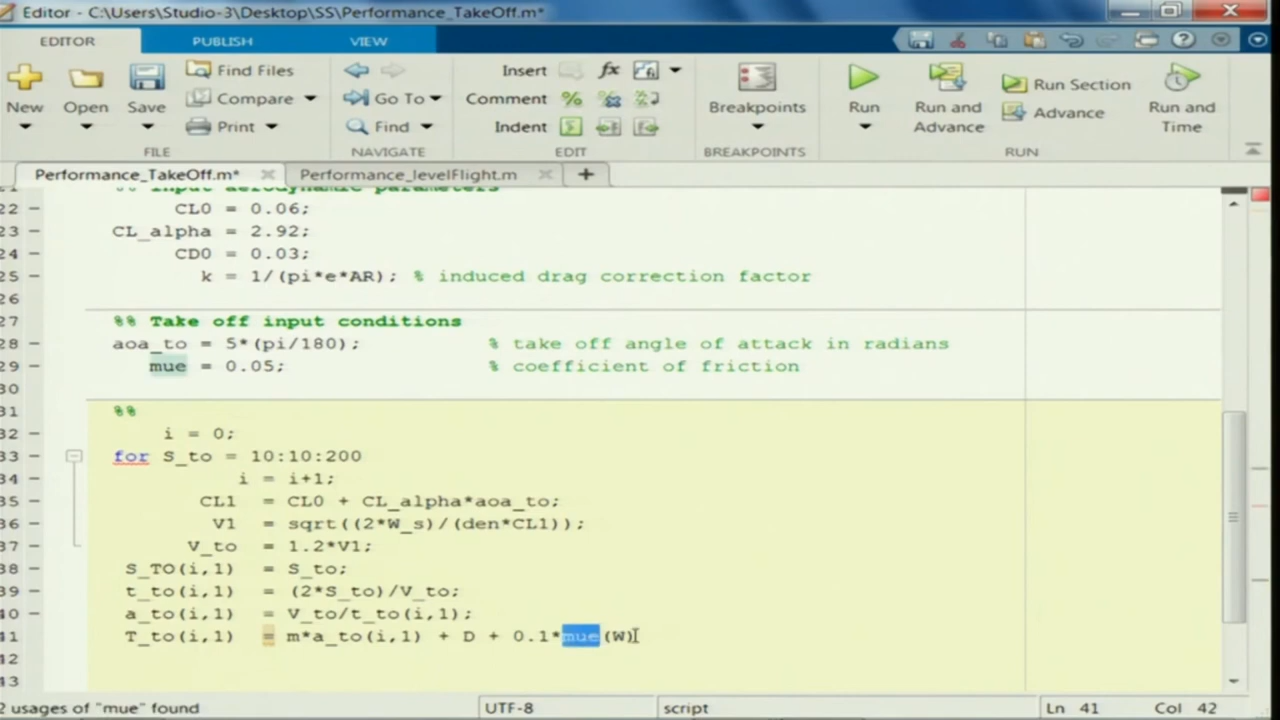 Editor - C:\Users\Studio-3\Desktop\SS\Performance_TakeOff.m*
EDITOR PUBLISH VIEW
New Open Save Find Files Compare Print
FILE
Go To Find
NAVIGATE
Insert fx
Comment %
Indent
EDIT
Breakpoints
BREAKPOINTS
Run Run and Advance Run Section Advance Run and Time
RUN
Performance_TakeOff.m* Performance_levelFlight.m +
%% Input aerodynamic parameters
22 - CL0 = 0.06;
23 - CL_alpha = 2.92;
24 - CD0 = 0.03;
25 - k = 1/(pi*e*AR); % induced drag correction factor
26
27 %% Take off input conditions
28 - aoa_to = 5*(pi/180); % take off angle of attack in radians
29 - mue = 0.05; % coefficient of friction
30
31 %%
32 - i = 0;
33 - for S_to = 10:10:200
34 - i = i+1;
35 - CL1 = CL0 + CL_alpha*aoa_to;
36 - V1 = sqrt((2*W_s)/(den*CL1));
37 - V_to = 1.2*V1;
38 - S_TO(i,1) = S_to;
39 - t_to(i,1) = (2*S_to)/V_to;
40 - a_to(i,1) = V_to/t_to(i,1);
41 - T_to(i,1) = m*a_to(i,1) + D + 0.1*mue(W)
42
43
2 usages of "mue" found UTF-8 script Ln 41 Col 42